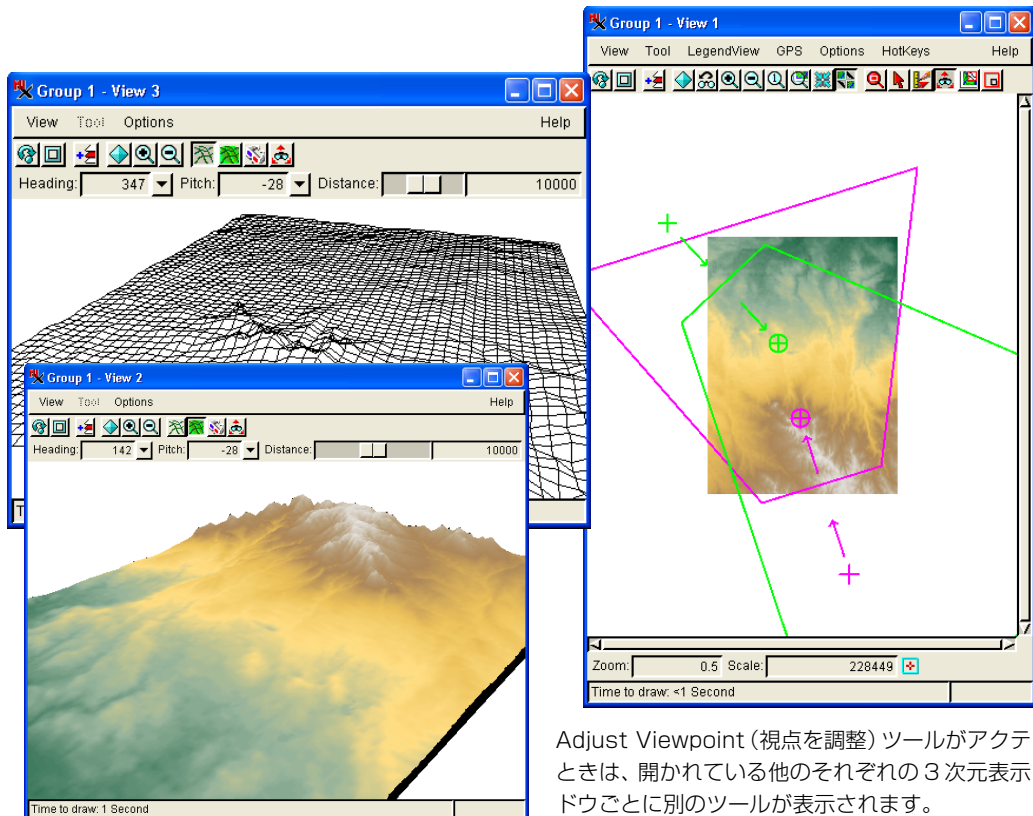 Group 1 - View 1
View Tool LegendView GPS Options HotKeys Help
Group 1 - View 3
View Tool Options Help
Heading: 347 Pitch: -28 Distance: 10000
Group 1 - View 2
View Tool Options Help
Heading: 142 Pitch: -28 Distance: 10000
Time to draw: 1 Second
Zoom: 0.5 Scale: 228449
Time to draw: <1 Second
Adjust Viewpoint（視点を調整）ツールがアクテ
ときは、開かれている他のそれぞれの3次元表示
ドウごとに別のツールが表示されます。